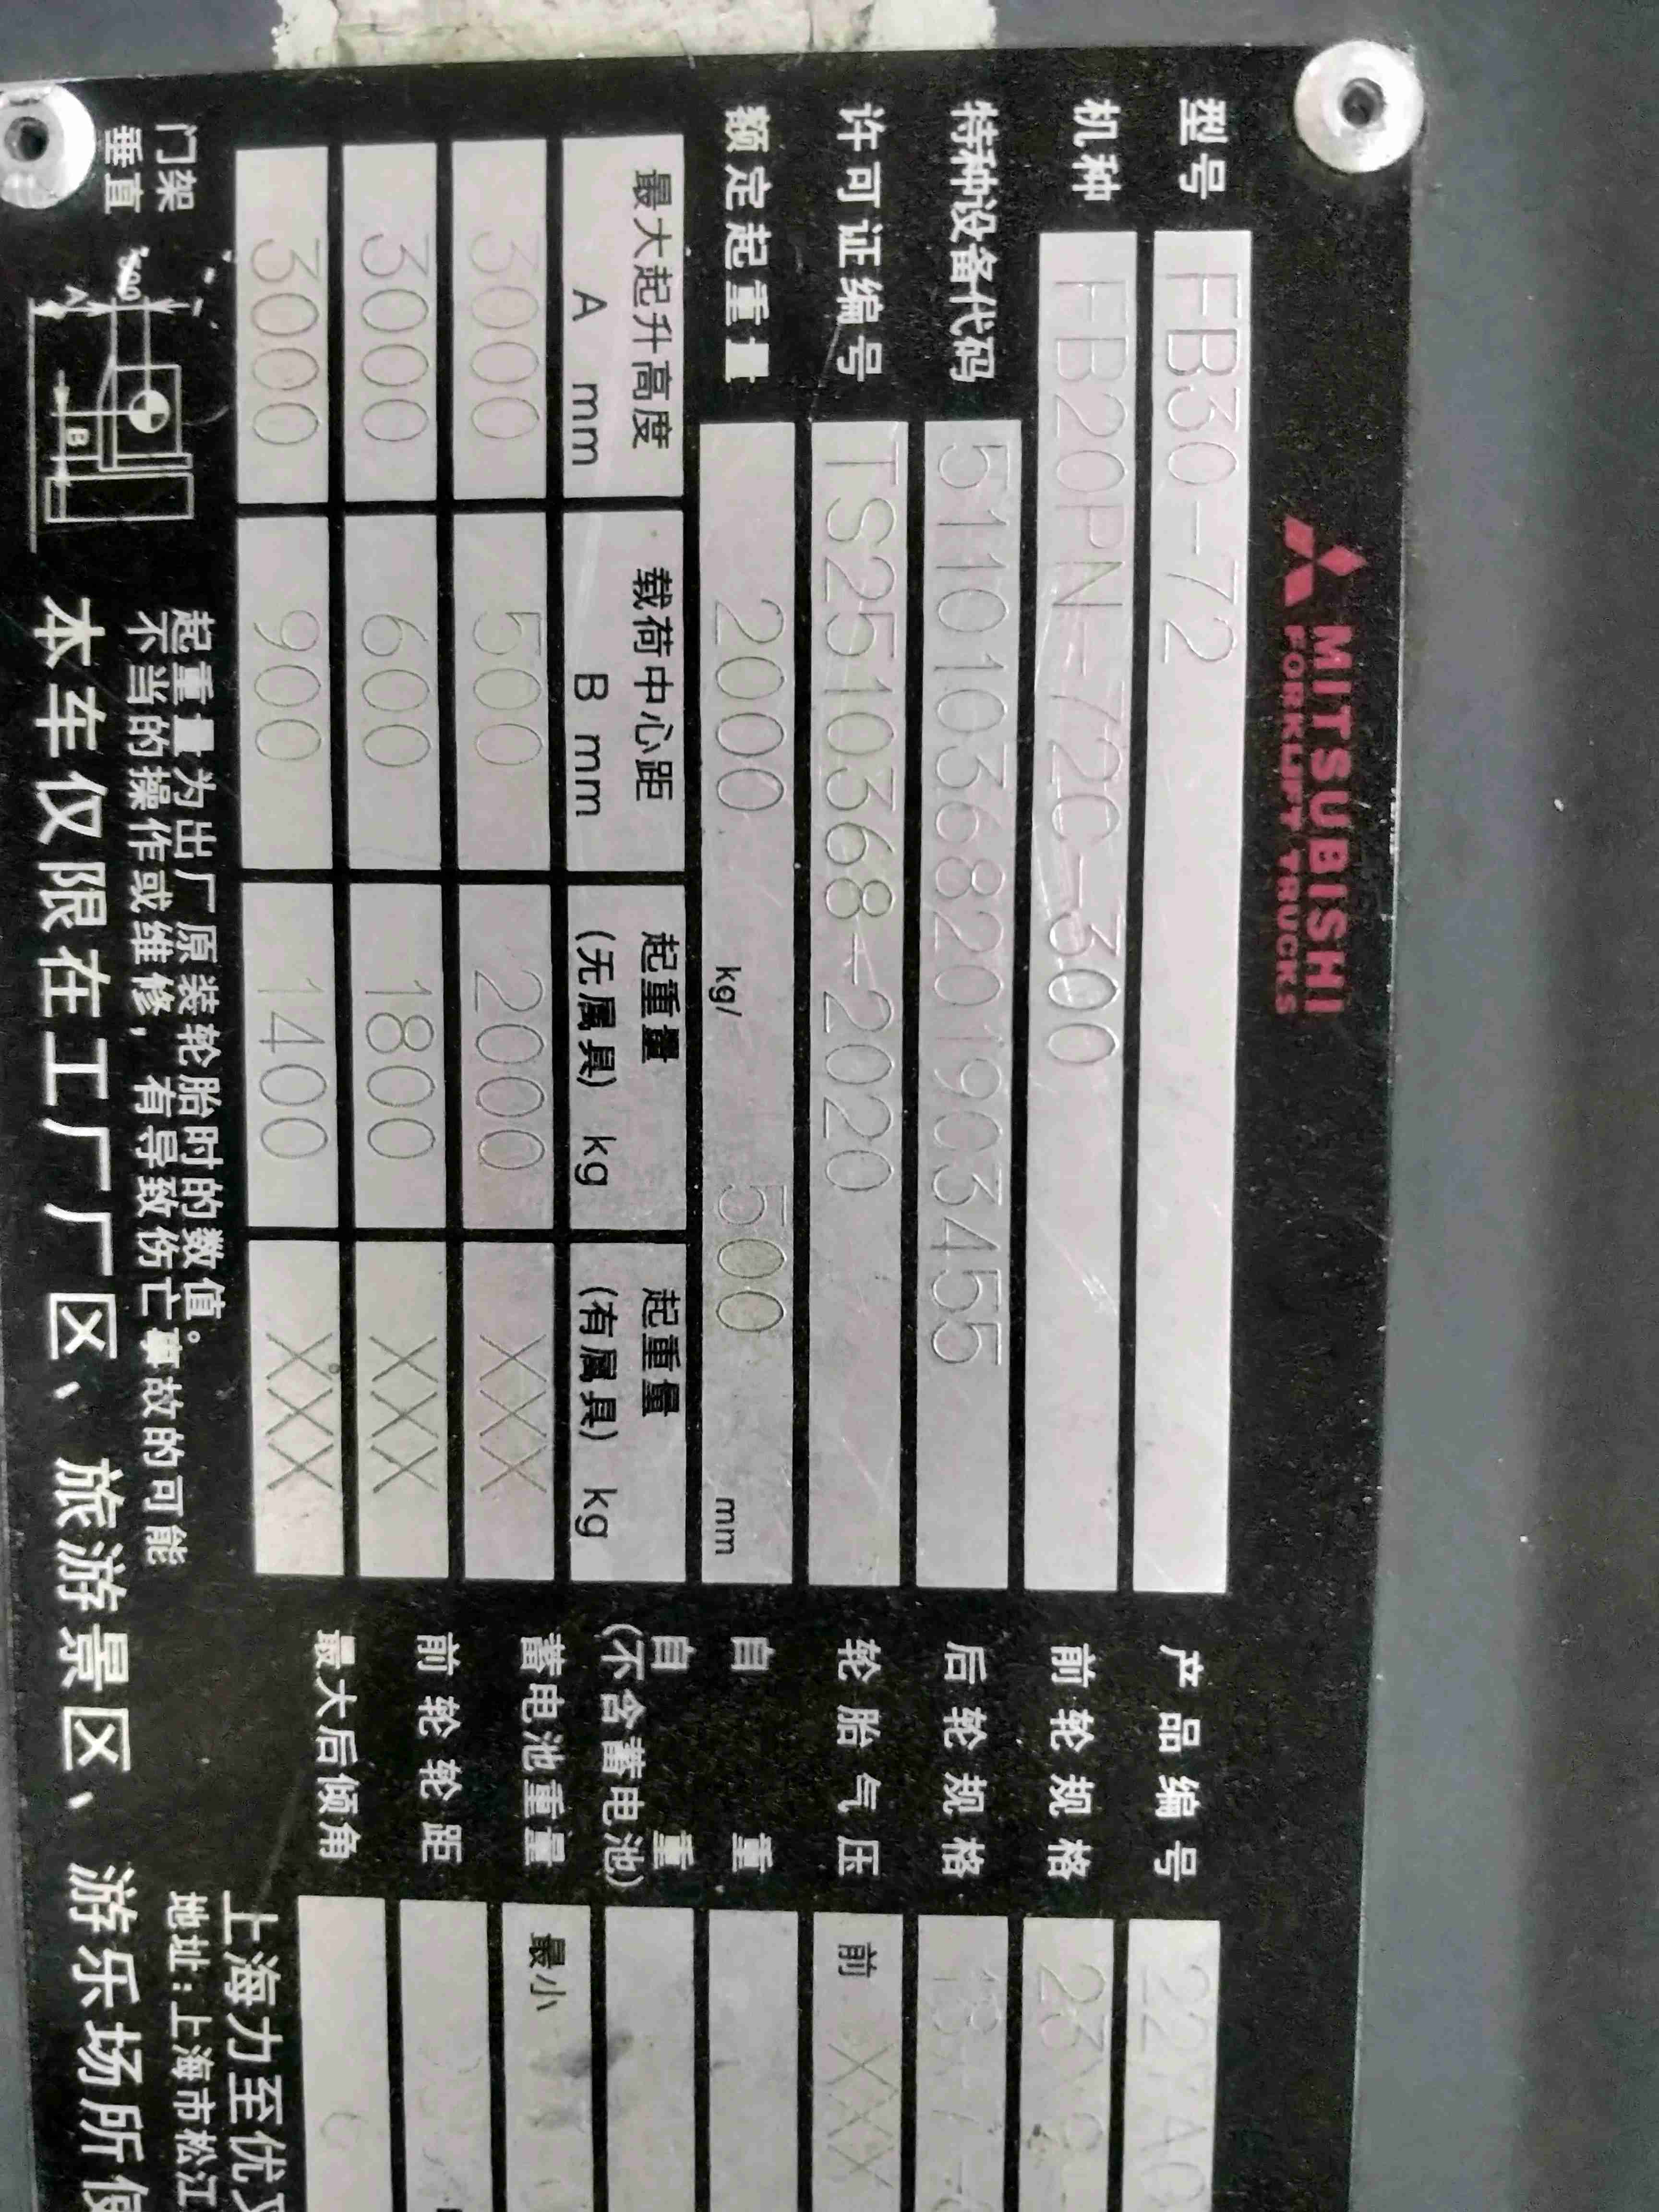 MITSUBISHI
FORKLIFT TRUCKS
型号 FB30-72
机种 FB20PN-72C-300
特种设备代码 511010368201903455
许可证编号 TS2510368-2020
额定起重量 2000 kg/ 500 mm
最大起升高度 载荷中心距 起重量 起重量
A mm B mm (无属具) kg (有属具) kg
3000 500 2000 XXX
3000 600 1800 XXX
3000 900 1400 XXX
门架
垂直
A
B
起重量为出厂原装轮胎时的数值。
不当的操作或维修，有导致伤亡事故的可能
本车仅限在工厂厂区、旅游景区、游乐场所
产品编号
前轮规格
后轮规格
轮胎气压 前 XXX
自重
自重
(不含蓄电池)
蓄电池重量 最小
前轮轮距
最大后倾角
上海力至优
地址：上海市松江